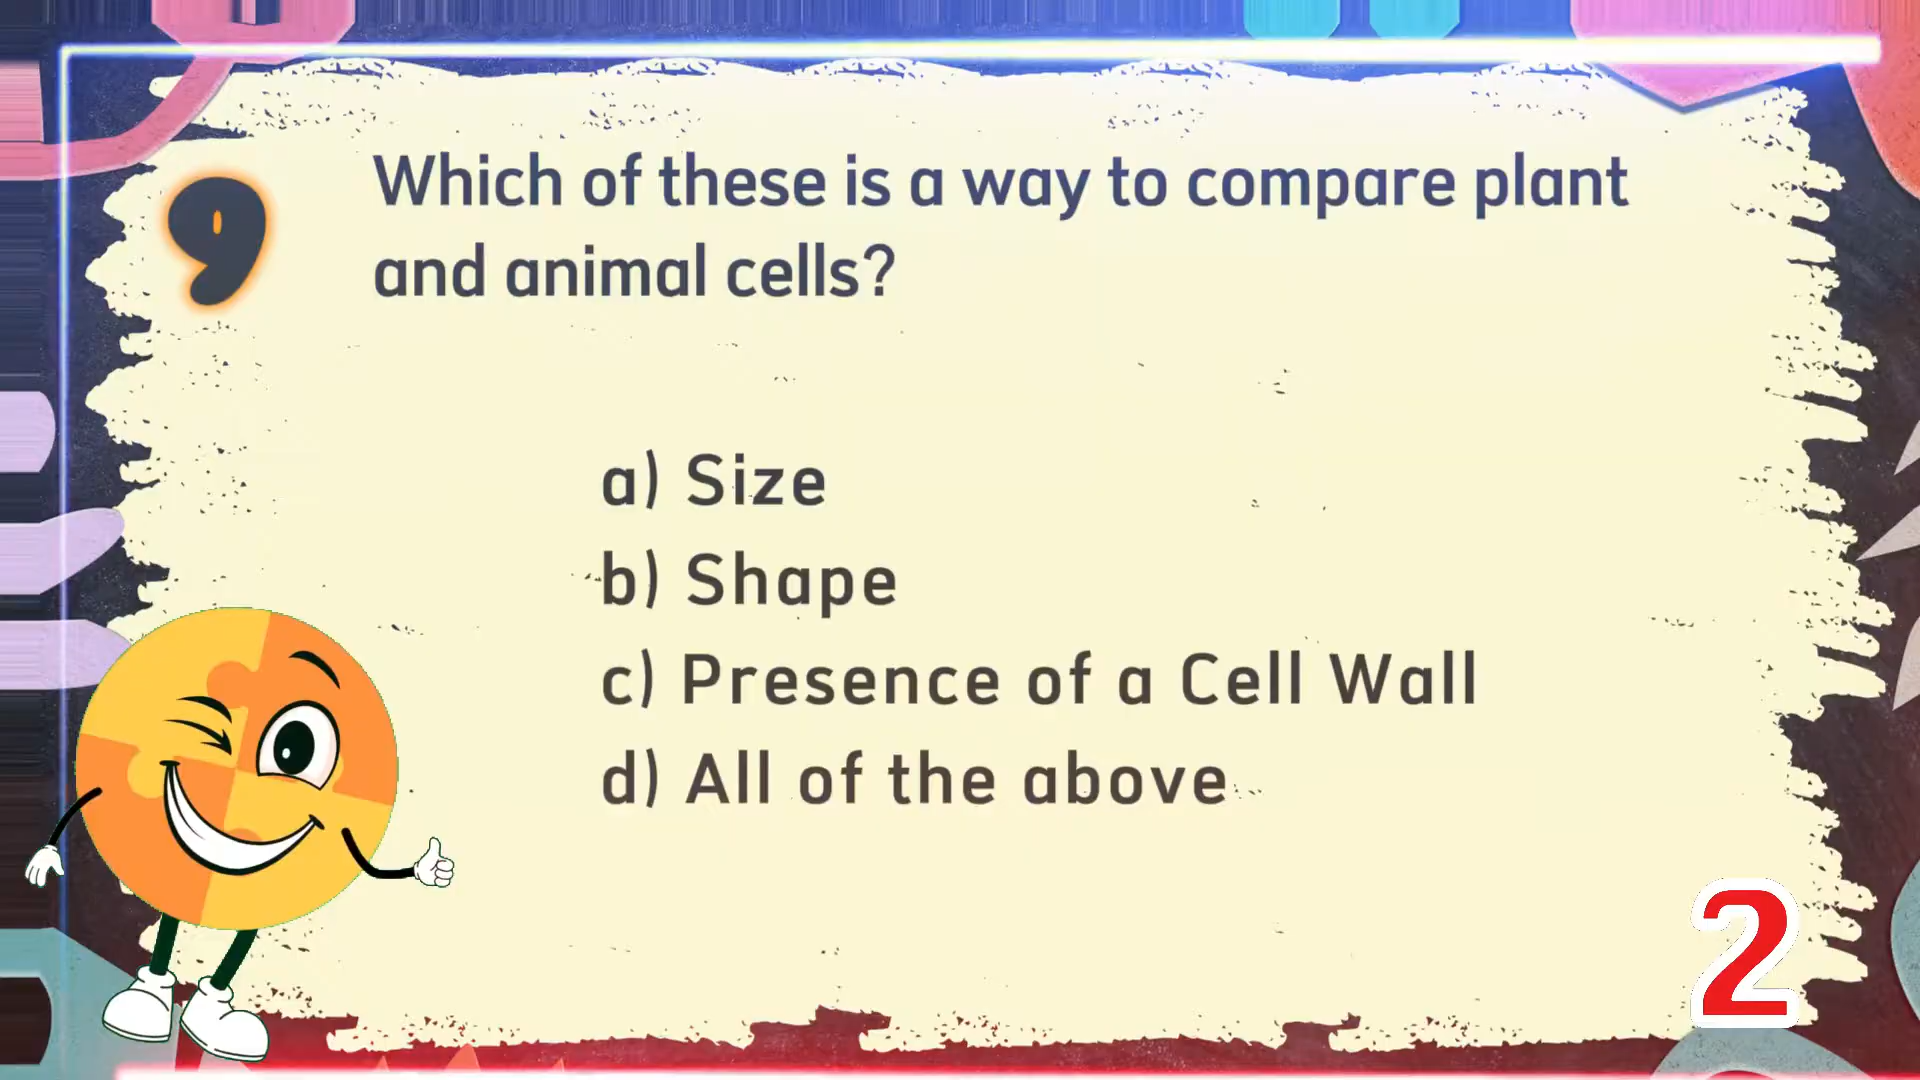 9
Which of these is a way to compare plant
and animal cells?
a) Size
b) Shape
c) Presence of a Cell Wall
d) All of the above
2